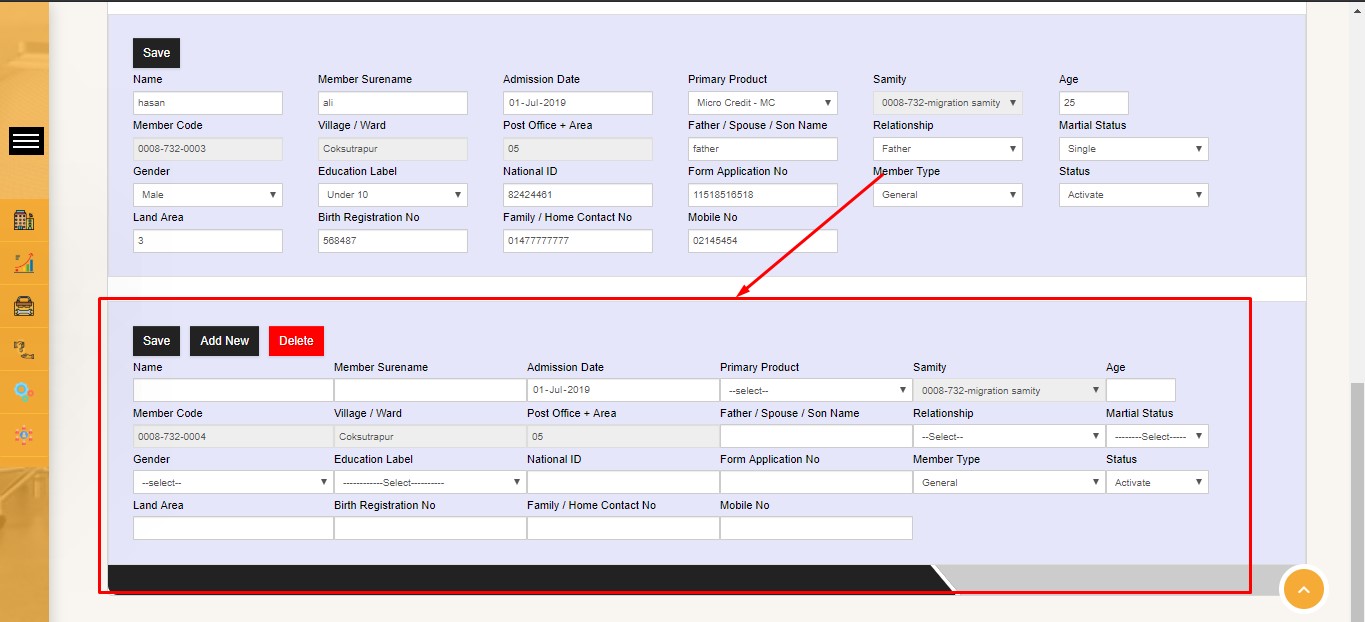 Save
Name Member Surename Admission Date Primary Product Samity Age
hasan ali 01-Jul-2019 Micro Credit - MC 0008-732-migration samity 25
Member Code Village / Ward Post Office + Area Father / Spouse / Son Name Relationship Martial Status
0008-732-0003 Coksutrapur 05 father Father Single
Gender Education Label National ID Form Application No Member Type Status
Male Under 10 82424461 11518516518 General Activate
Land Area Birth Registration No Family / Home Contact No Mobile No
3 568487 01477777777 02145454
Save Add New Delete
Name Member Surename Admission Date Primary Product Samity Age
01-Jul-2019 --select-- 0008-732-migration samity
Member Code Village / Ward Post Office + Area Father / Spouse / Son Name Relationship Martial Status
0008-732-0004 Coksutrapur 05 --Select-- --------Select-----
Gender Education Label National ID Form Application No Member Type Status
--select-- ------------Select---------- General Activate
Land Area Birth Registration No Family / Home Contact No Mobile No